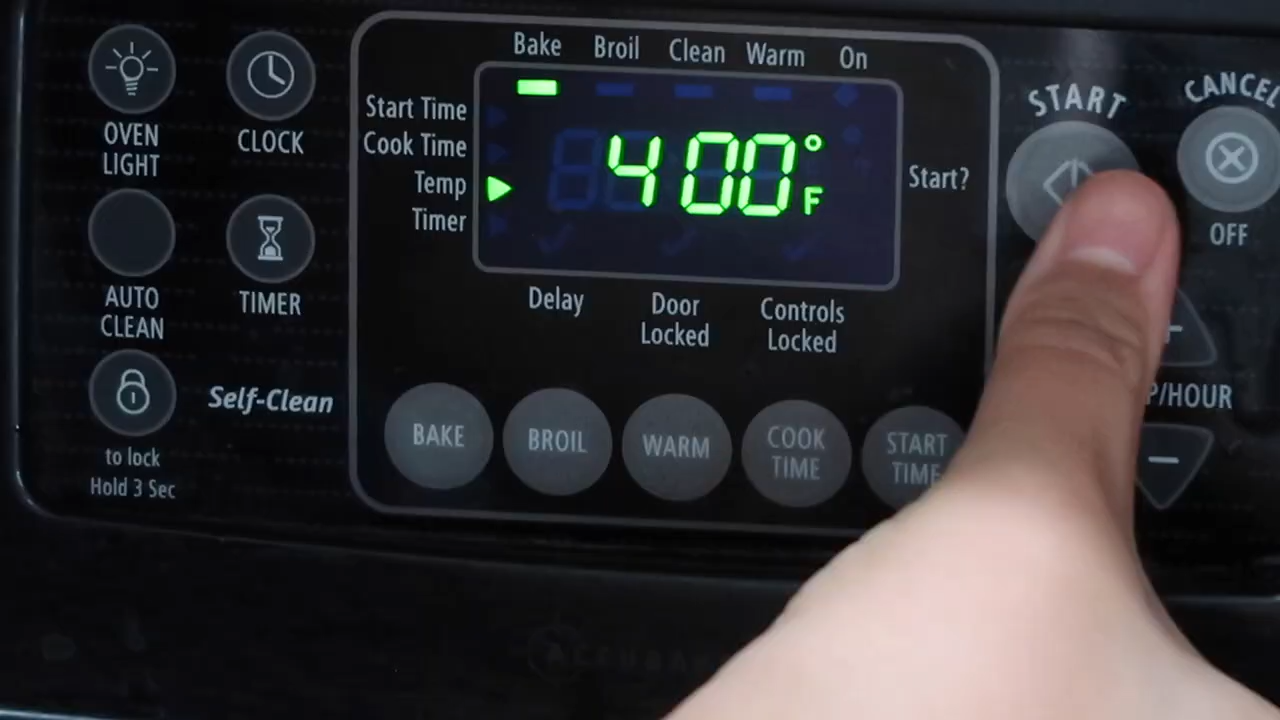 Bake Broil Clean Warm On
START
CANCEL
OVEN
LIGHT
CLOCK
Start Time
Cook Time
Temp
Timer
400°F
Start?
OFF
AUTO
CLEAN
TIMER
Delay
Door
Locked
Controls
Locked
P/HOUR
Self-Clean
to lock
Hold 3 Sec
BAKE
BROIL
WARM
COOK
TIME
START
TIME